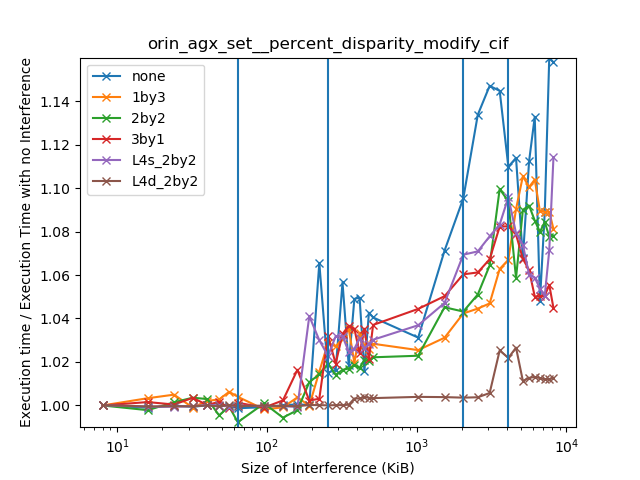 orin_agx_set__percent_disparity_modify_cif
Execution time / Execution Time with no Interference
1.14
1.12
1.10
1.08
1.06
1.04
1.02
1.00
none
1by3
2by2
3by1
L4s_2by2
L4d_2by2
10¹
10²
10³
10⁴
Size of Interference (KiB)